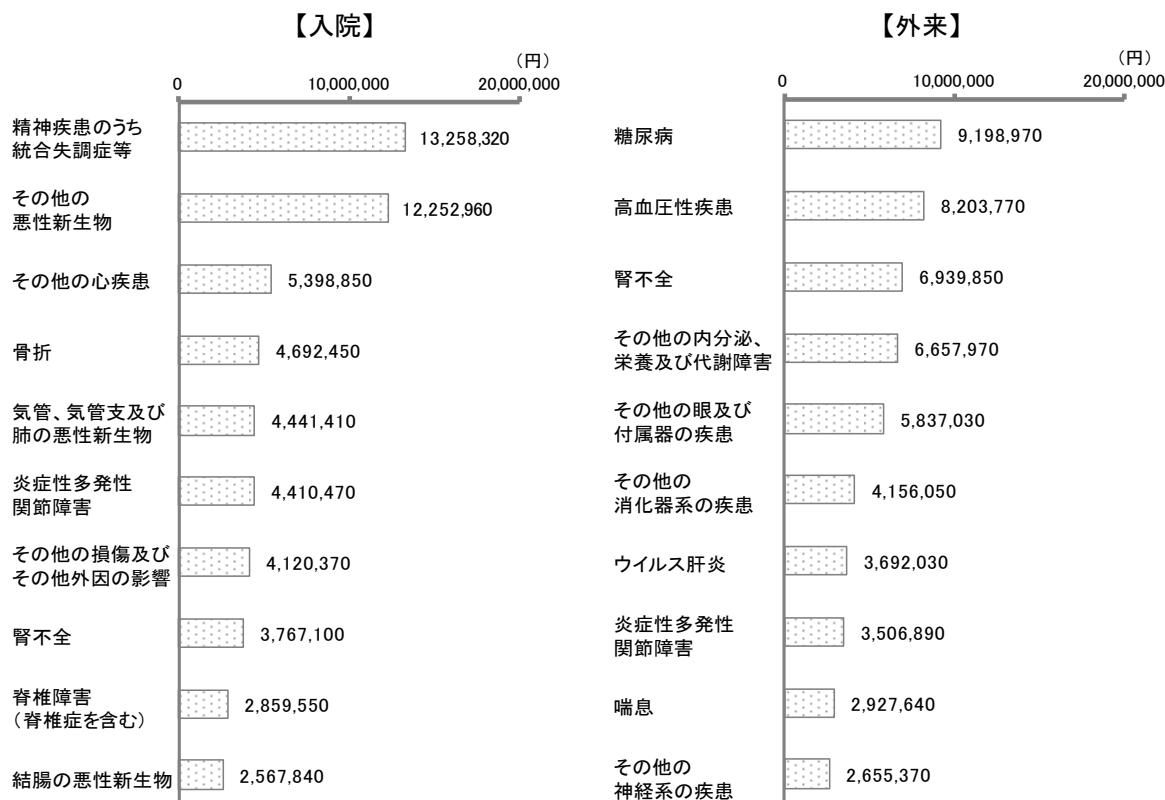 【入院】
(円)
0 10,000,000 20,000,000
精神疾患のうち
統合失調症等
13,258,320
その他の
悪性新生物
12,252,960
その他の心疾患
5,398,850
骨折
4,692,450
気管、気管支及び
肺の悪性新生物
4,441,410
炎症性多発性
関節障害
4,410,470
その他の損傷及び
その他外因の影響
4,120,370
腎不全
3,767,100
脊椎障害
(脊椎症を含む)
2,859,550
結腸の悪性新生物
2,567,840
【外来】
(円)
0 10,000,000 20,000,000
糖尿病
9,198,970
高血圧性疾患
8,203,770
腎不全
6,939,850
その他の内分泌、
栄養及び代謝障害
6,657,970
その他の眼及び
付属器の疾患
5,837,030
その他の
消化器系の疾患
4,156,050
ウイルス肝炎
3,692,030
炎症性多発性
関節障害
3,506,890
喘息
2,927,640
その他の
神経系の疾患
2,655,370